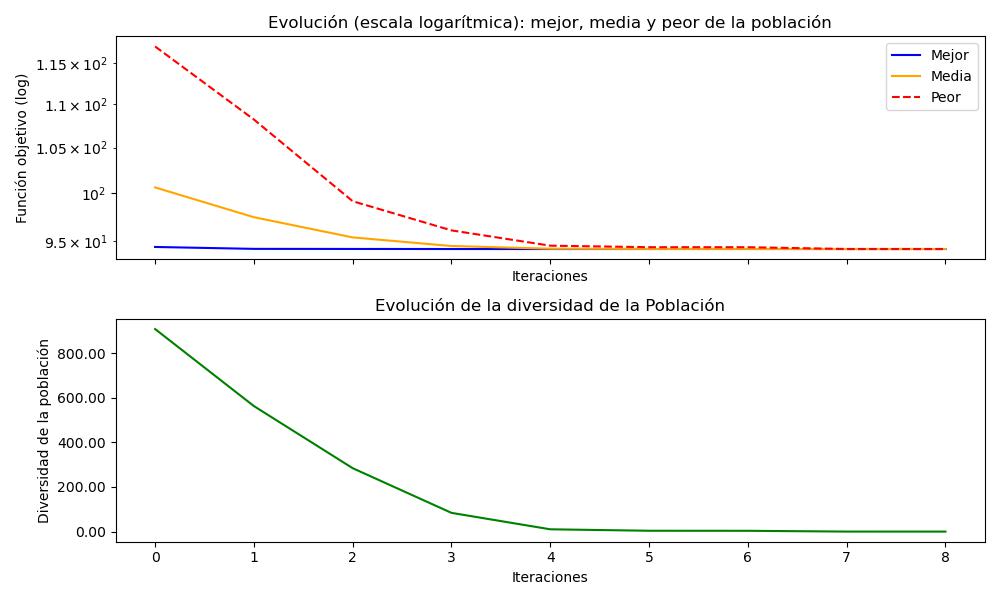 Evolución (escala logarítmica): mejor, media y peor de la población
Función objetivo (log)
1.15 × 10²
1.1 × 10²
1.05 × 10²
10²
9.5 × 10¹
Mejor
Media
Peor
Iteraciones
Evolución de la diversidad de la Población
Diversidad de la población
800.00
600.00
400.00
200.00
0.00
0 1 2 3 4 5 6 7 8
Iteraciones